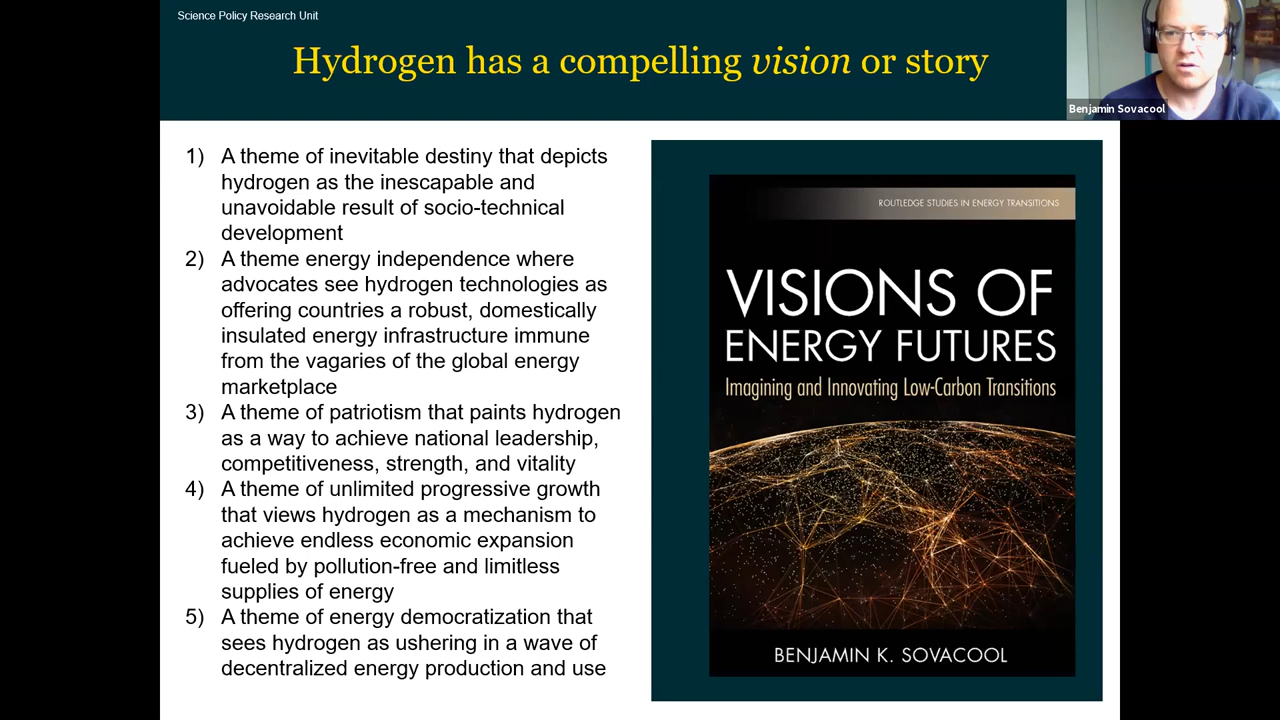 Science Policy Research Unit
Hydrogen has a compelling vision or story
Benjamin Sovacool
1) A theme of inevitable destiny that depicts
hydrogen as the inescapable and
unavoidable result of socio-technical
development
2) A theme energy independence where
advocates see hydrogen technologies as
offering countries a robust, domestically
insulated energy infrastructure immune
from the vagaries of the global energy
marketplace
3) A theme of patriotism that paints hydrogen
as a way to achieve national leadership,
competitiveness, strength, and vitality
4) A theme of unlimited progressive growth
that views hydrogen as a mechanism to
achieve endless economic expansion
fueled by pollution-free and limitless
supplies of energy
5) A theme of energy democratization that
sees hydrogen as ushering in a wave of
decentralized energy production and use
ROUTLEDGE STUDIES IN ENERGY TRANSITIONS
VISIONS OF
ENERGY FUTURES
Imagining and Innovating Low-Carbon Transitions
BENJAMIN K. SOVACOOL